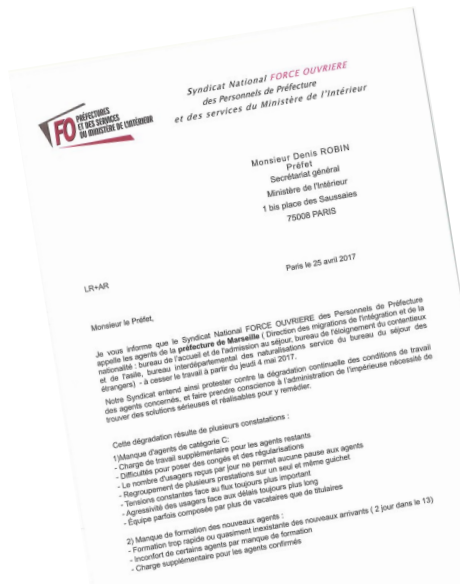 FO
PRÉFECTURES
ET DES SERVICES
DU MINISTÈRE DE L'INTÉRIEUR
Syndicat National FORCE OUVRIERE
des Personnels de Préfecture
et des services du Ministère de l'Intérieur
Monsieur Denis ROBIN
Préfet
Secrétariat général
Ministère de l'Intérieur
1 bis place des Saussaies
75008 PARIS
LR+AR
Paris le 25 avril 2017
Monsieur le Préfet,
Je vous informe que le Syndicat National FORCE OUVRIERE des Personnels de Préfecture
appelle les agents de la préfecture de Marseille ( Direction des migrations de l'intégration et de la
nationalité : bureau de l'accueil et de l'admission au séjour, bureau de l'éloignement du contentieux
et de l'asile, bureau interdépartemental des naturalisations service du bureau du séjour des
étrangers) - à cesser le travail à partir du jeudi 4 mai 2017.
Notre Syndicat entend ainsi protester contre la dégradation continuelle des conditions de travail
des agents concernés, et faire prendre conscience à l'administration de l'impérieuse nécessité de
trouver des solutions sérieuses et réalisables pour y remédier.
Cette dégradation résulte de plusieurs constatations :
1)Manque d'agents de catégorie C:
- Charge de travail supplémentaire pour les agents restants
- Difficultés pour poser des congés et des régularisations
- Le nombre d'usagers reçus par jour ne permet aucune pause aux agents
- Regroupement de plusieurs prestations sur un seul et même guichet
- Tensions constantes face au flux toujours plus important
- Agressivité des usagers face aux délais toujours plus long
- Équipe parfois composée par plus de vacataires que de titulaires
2) Manque de formation des nouveaux agents :
- Formation trop rapide ou quasiment inexistante des nouveaux arrivants ( 2 jour dans le 13)
- Inconfort de certains agents par manque de formation
- Charge supplémentaire pour les agents confirmés